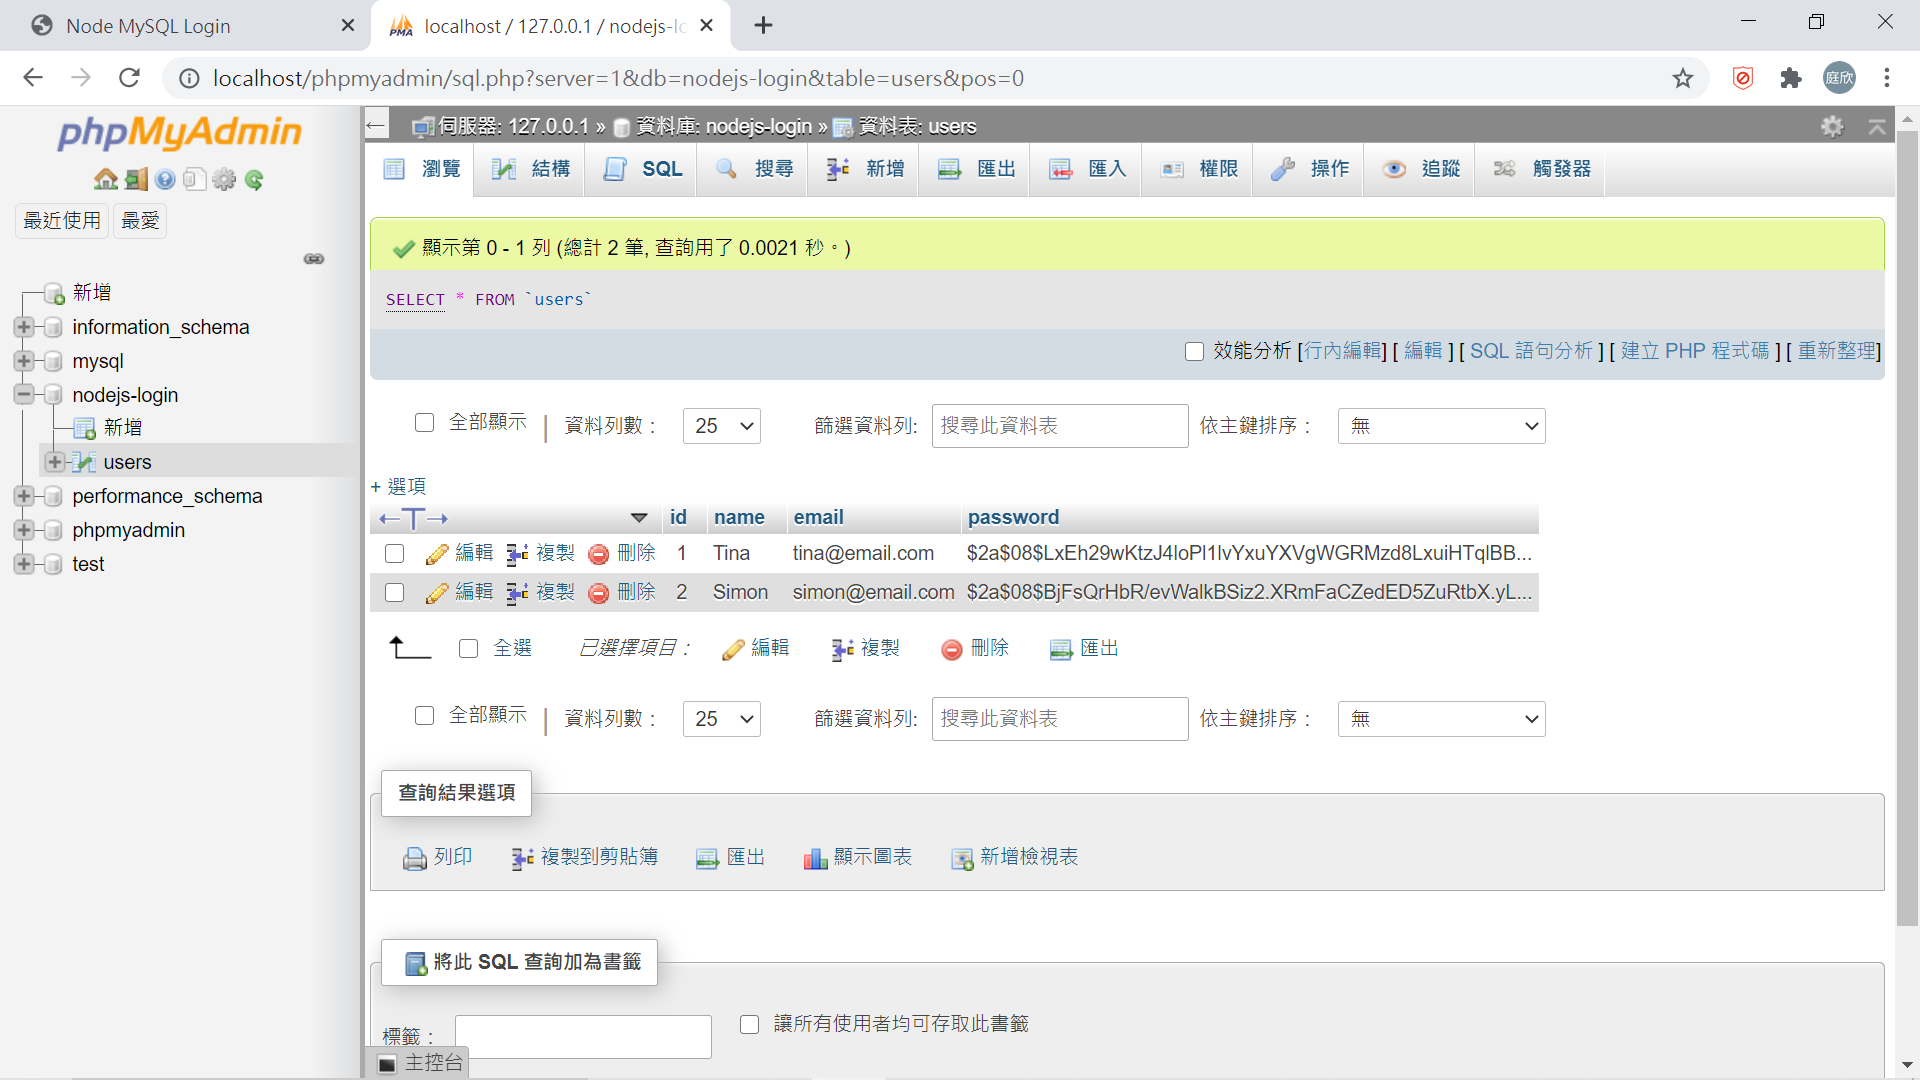 Node MySQL Login
localhost / 127.0.0.1 / nodejs-lo
localhost/phpmyadmin/sql.php?server=1&db=nodejs-login&table=users&pos=0
庭欣
phpMyAdmin
最近使用 最愛
新增
information_schema
mysql
nodejs-login
新增
users
performance_schema
phpmyadmin
test
伺服器: 127.0.0.1 » 資料庫: nodejs-login » 資料表: users
瀏覽 結構 SQL 搜尋 新增 匯出 匯入 權限 操作 追蹤 觸發器
顯示第 0 - 1 列 (總計 2 筆, 查詢用了 0.0021 秒。)
SELECT * FROM `users`
效能分析 [行內編輯] [ 編輯 ] [ SQL 語句分析 ] [ 建立 PHP 程式碼 ] [ 重新整理]
全部顯示 | 資料列數： 25 篩選資料列: 搜尋此資料表 依主鍵排序： 無
+ 選項
←T→ id name email password
編輯 複製 刪除 1 Tina tina@email.com $2a$08$LxEh29wKtzJ4loPl1lvYxuYXVgWGRMzd8LxuiHTqlBB...
編輯 複製 刪除 2 Simon simon@email.com $2a$08$BjFsQrHbR/evWalkBSiz2.XRmFaCZedED5ZuRtbX.yL...
全選 已選擇項目： 編輯 複製 刪除 匯出
全部顯示 | 資料列數： 25 篩選資料列: 搜尋此資料表 依主鍵排序： 無
查詢結果選項
列印 複製到剪貼簿 匯出 顯示圖表 新增檢視表
將此 SQL 查詢加為書籤
標籤： 讓所有使用者均可存取此書籤
主控台